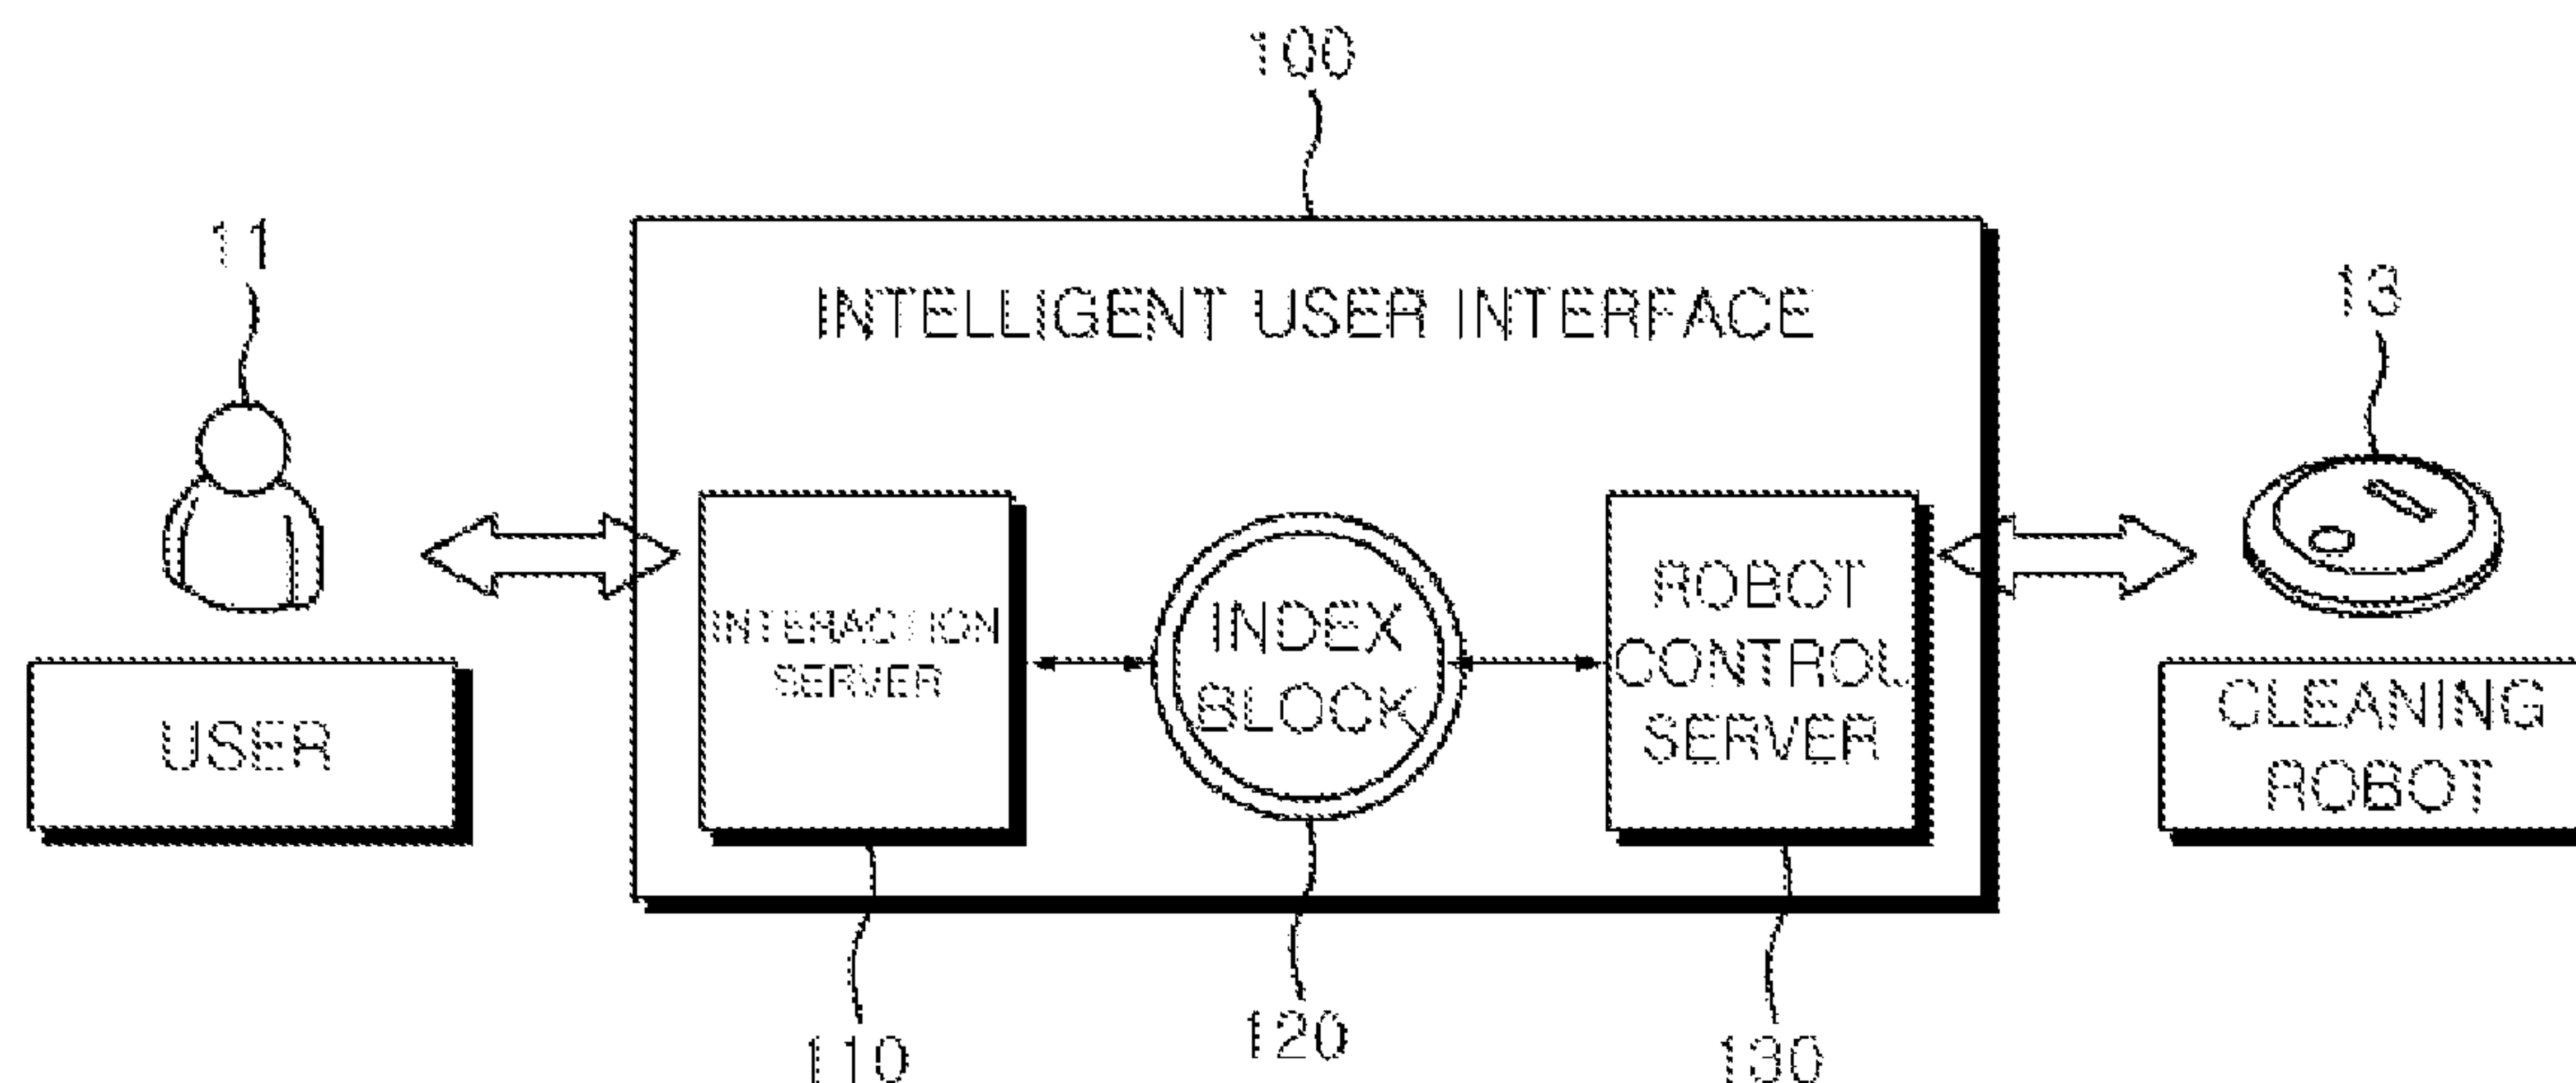 100
11
INTELLIGENT USER INTERFACE
13
INTERACTION
SERVER
INDEX
BLOCK
ROBOT
CONTROL
SERVER
USER
CLEANING
ROBOT
110
120
130